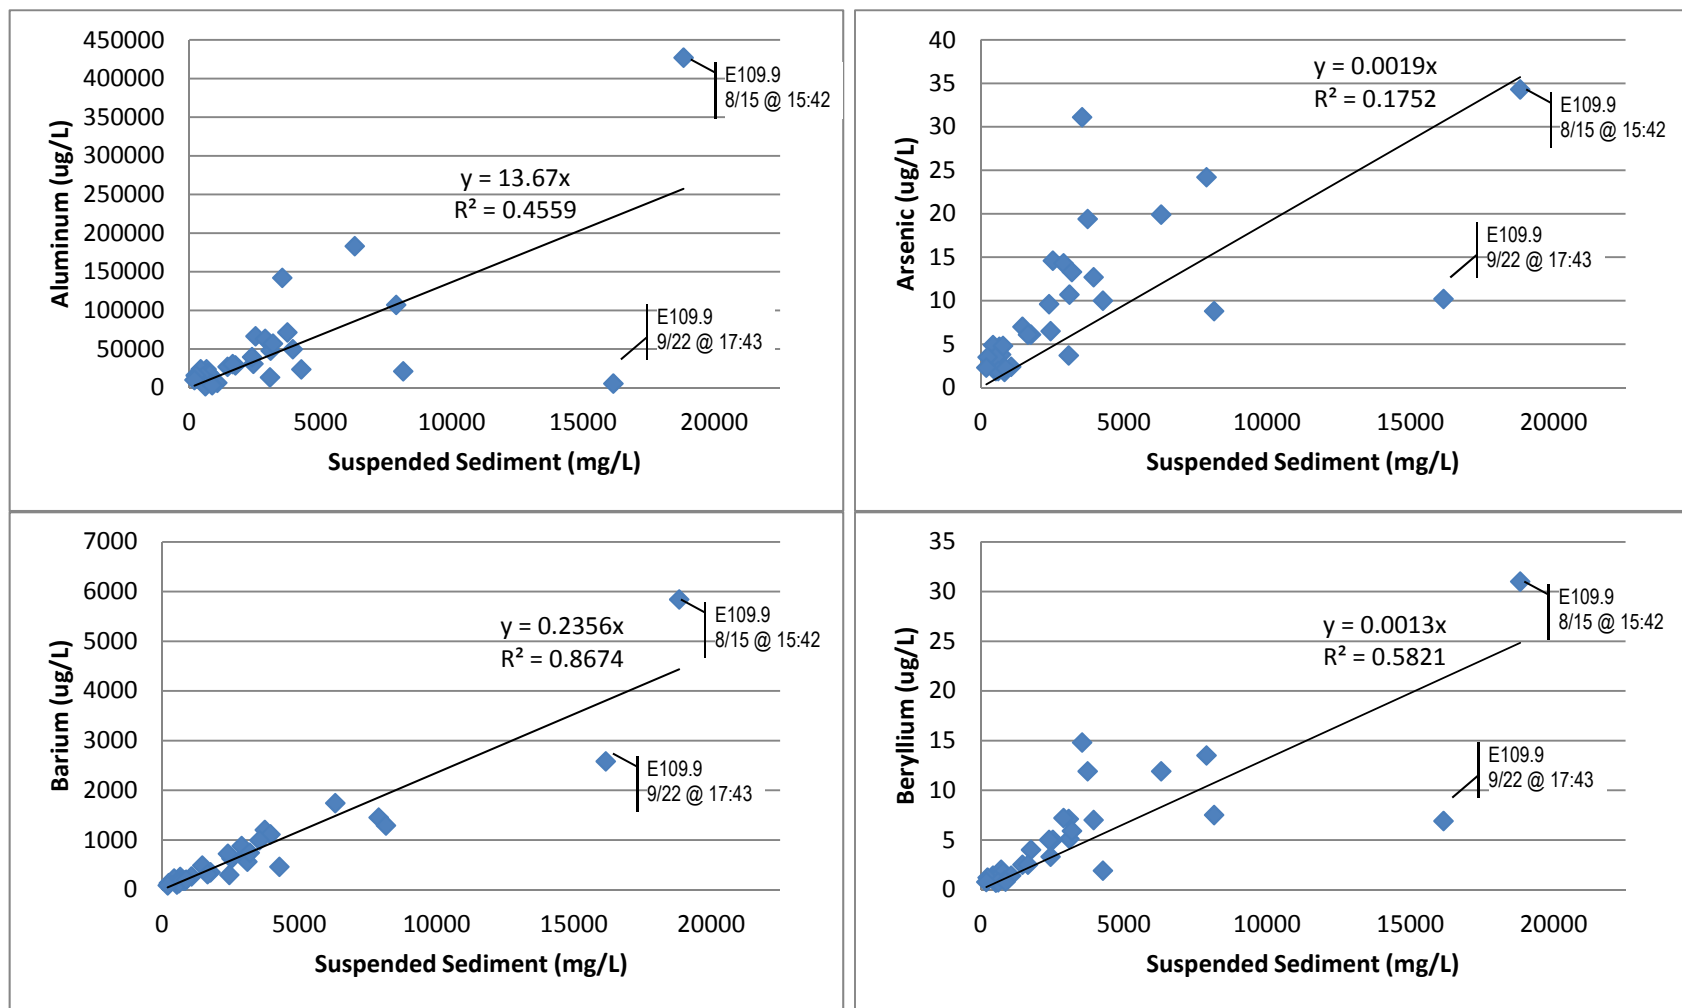 450000
400000
350000
300000
250000
200000
150000
100000
50000
0
Aluminum (ug/L)
E109.9
8/15 @ 15:42
y = 13.67x
R² = 0.4559
E109.9
9/22 @ 17:43
0 5000 10000 15000 20000
Suspended Sediment (mg/L)
40
35
30
25
20
15
10
5
0
Arsenic (ug/L)
y = 0.0019x
R² = 0.1752
E109.9
8/15 @ 15:42
E109.9
9/22 @ 17:43
0 5000 10000 15000 20000
Suspended Sediment (mg/L)
7000
6000
5000
4000
3000
2000
1000
0
Barium (ug/L)
y = 0.2356x
R² = 0.8674
E109.9
8/15 @ 15:42
E109.9
9/22 @ 17:43
0 5000 10000 15000 20000
Suspended Sediment (mg/L)
35
30
25
20
15
10
5
0
Beryllium (ug/L)
y = 0.0013x
R² = 0.5821
E109.9
8/15 @ 15:42
E109.9
9/22 @ 17:43
0 5000 10000 15000 20000
Suspended Sediment (mg/L)